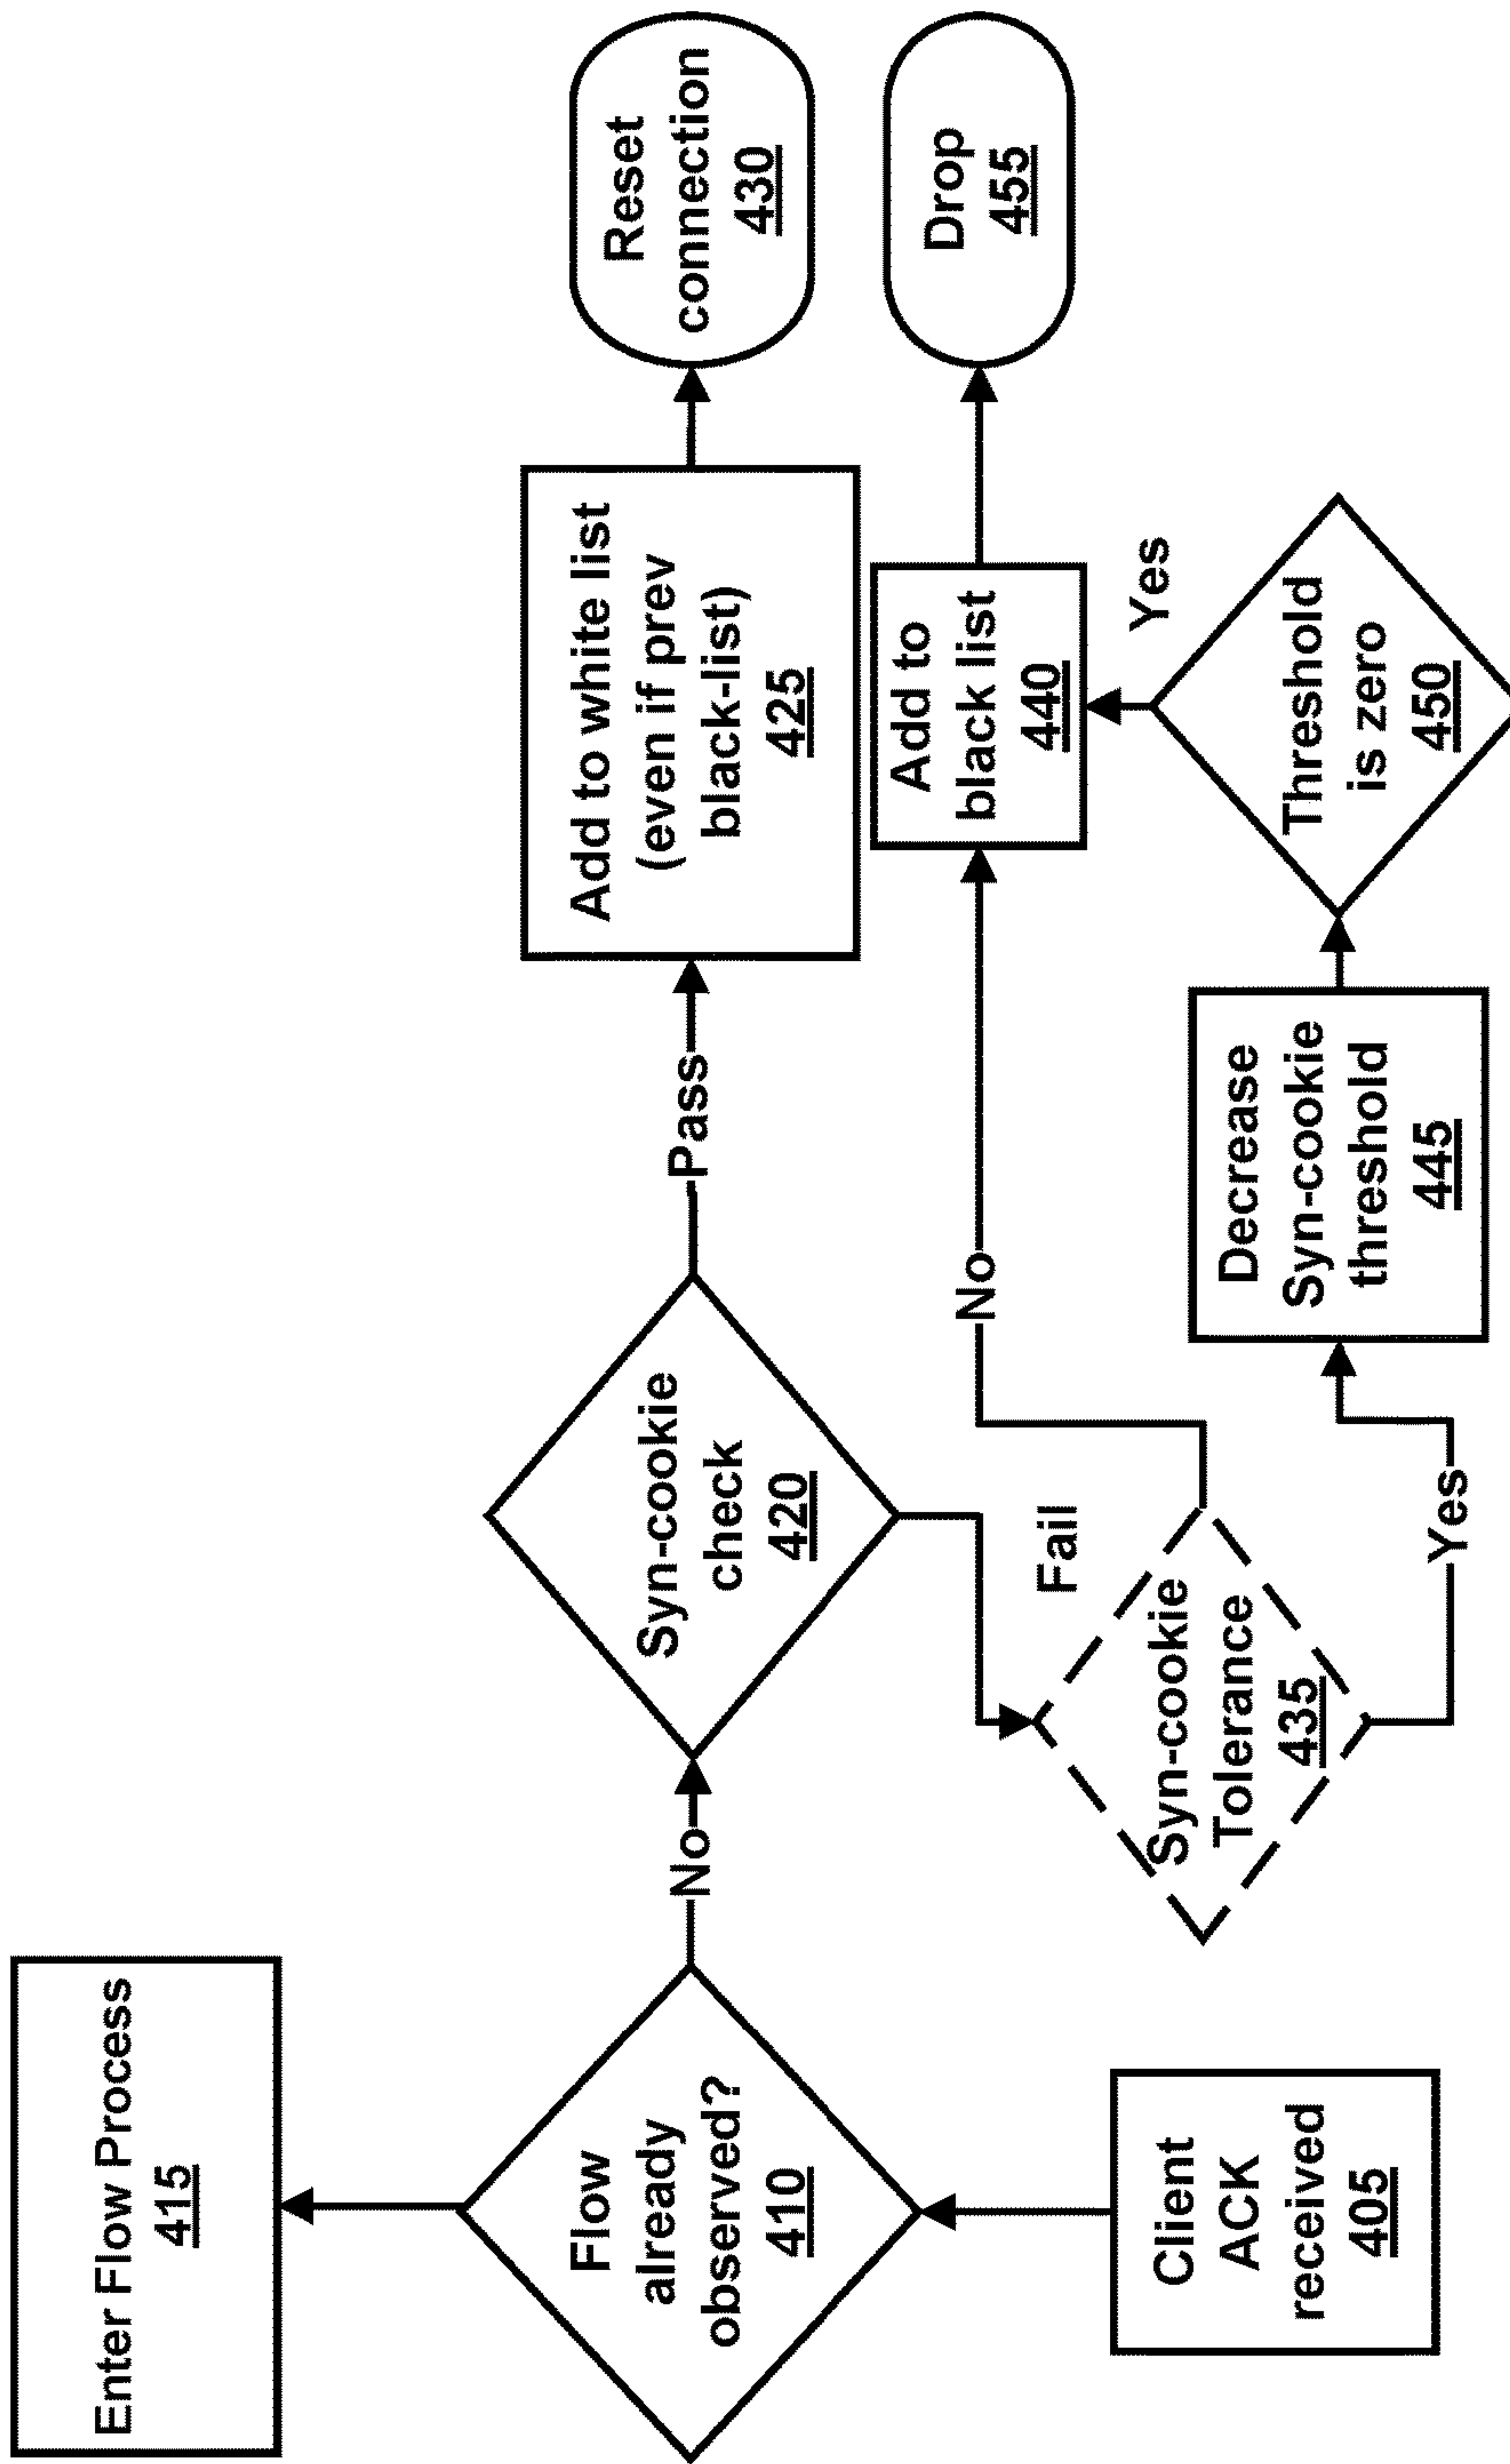 Enter Flow Process
415
Flow
already
observed?
410
Client
ACK
received
405
No
Syn-cookie
check
420
Pass
Add to white list
(even if prev
black-list)
425
Reset
connection
430
Fail
Syn-cookie
Tolerance
435
No
Add to
black list
440
Drop
455
Yes
Decrease
Syn-cookie
threshold
445
Threshold
is zero
450
Yes